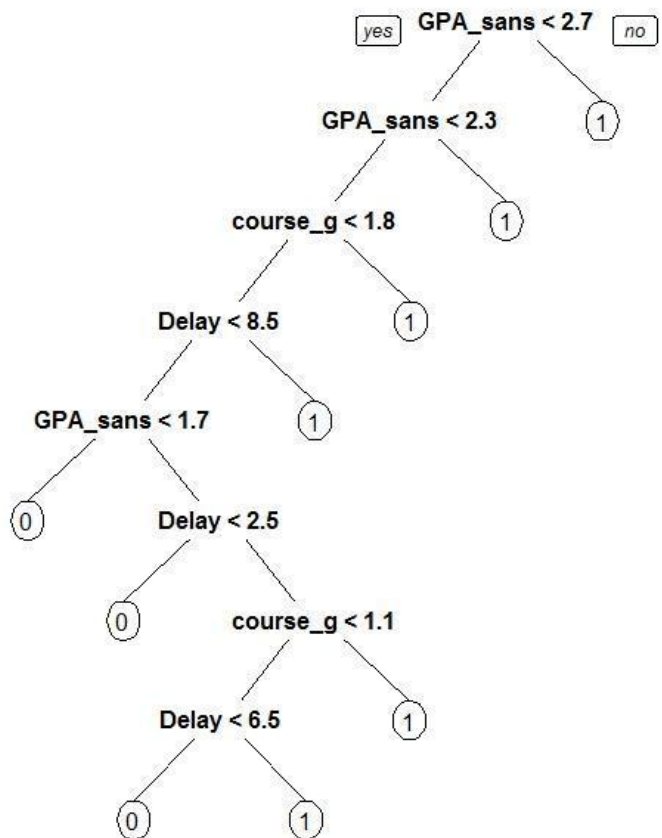 yes GPA_sans < 2.7 no
GPA_sans < 2.3 1
course_g < 1.8 1
Delay < 8.5 1
GPA_sans < 1.7 1
0 Delay < 2.5
0 course_g < 1.1
Delay < 6.5 1
0 1